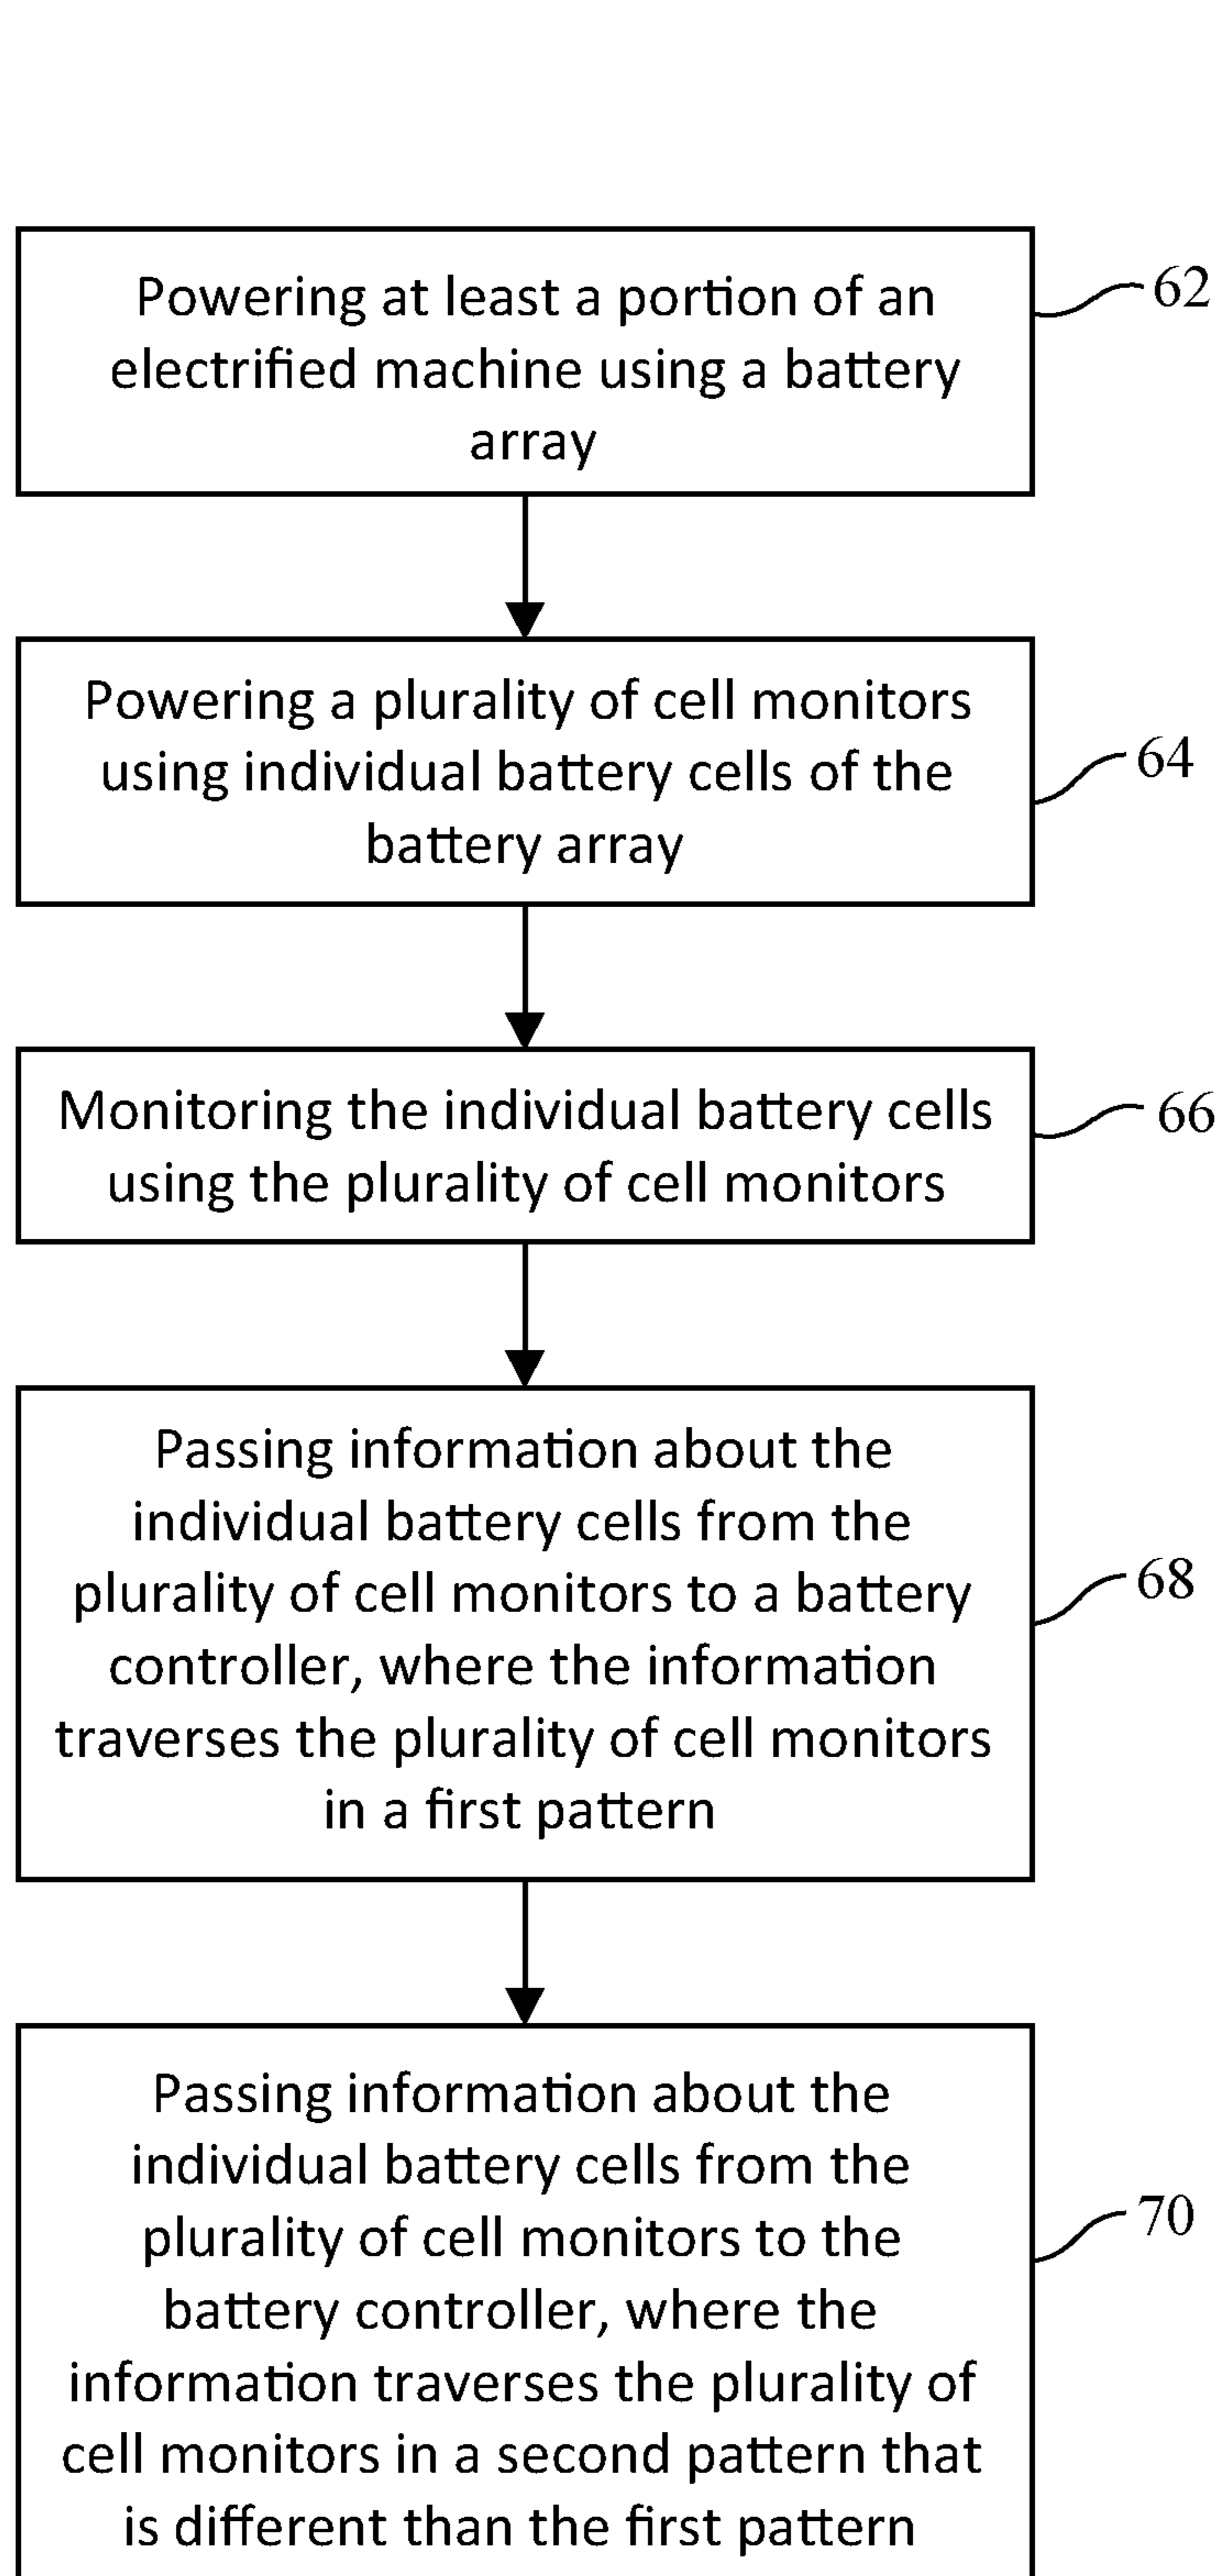 Powering at least a portion of an
electrified machine using a battery
array
62
Powering a plurality of cell monitors
using individual battery cells of the
battery array
64
Monitoring the individual battery cells
using the plurality of cell monitors
66
Passing information about the
individual battery cells from the
plurality of cell monitors to a battery
controller, where the information
traverses the plurality of cell monitors
in a first pattern
68
Passing information about the
individual battery cells from the
plurality of cell monitors to the
battery controller, where the
information traverses the plurality of
cell monitors in a second pattern that
is different than the first pattern
70